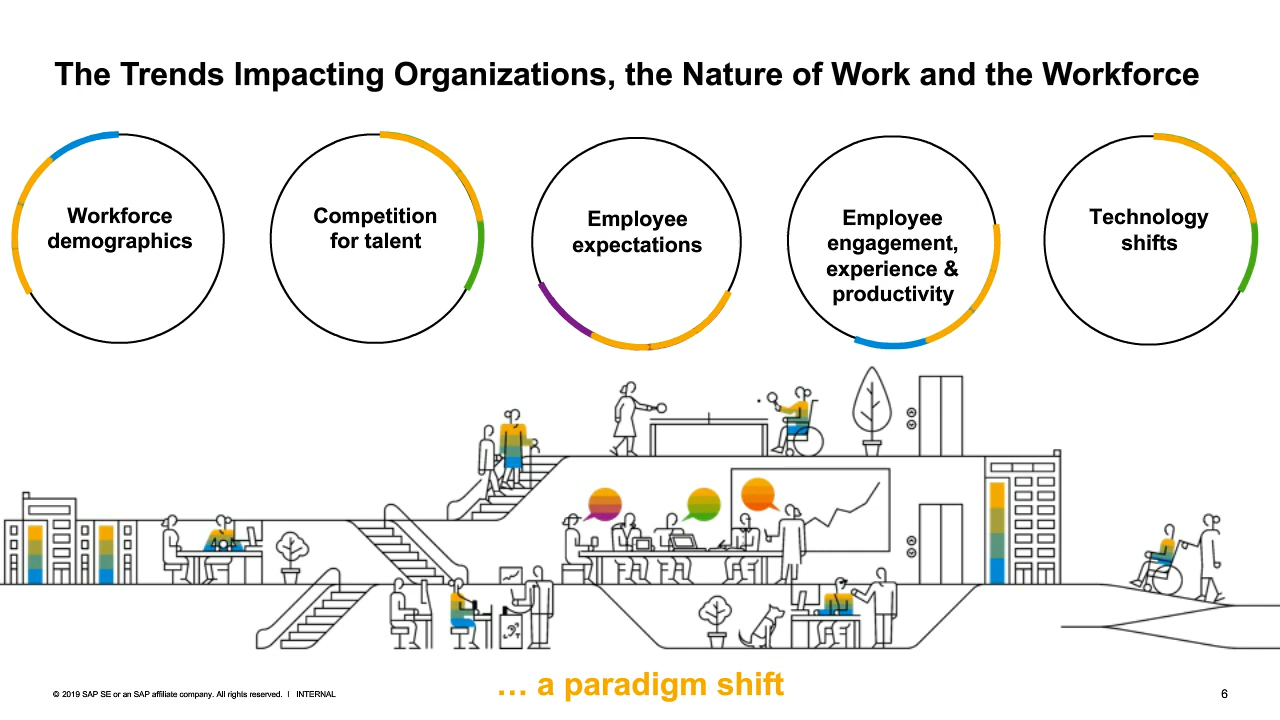 The Trends Impacting Organizations, the Nature of Work and the Workforce
Workforce
demographics
Competition
for talent
Employee
expectations
Employee
engagement,
experience &
productivity
Technology
shifts
… a paradigm shift
© 2019 SAP SE or an SAP affiliate company. All rights reserved. I INTERNAL
6